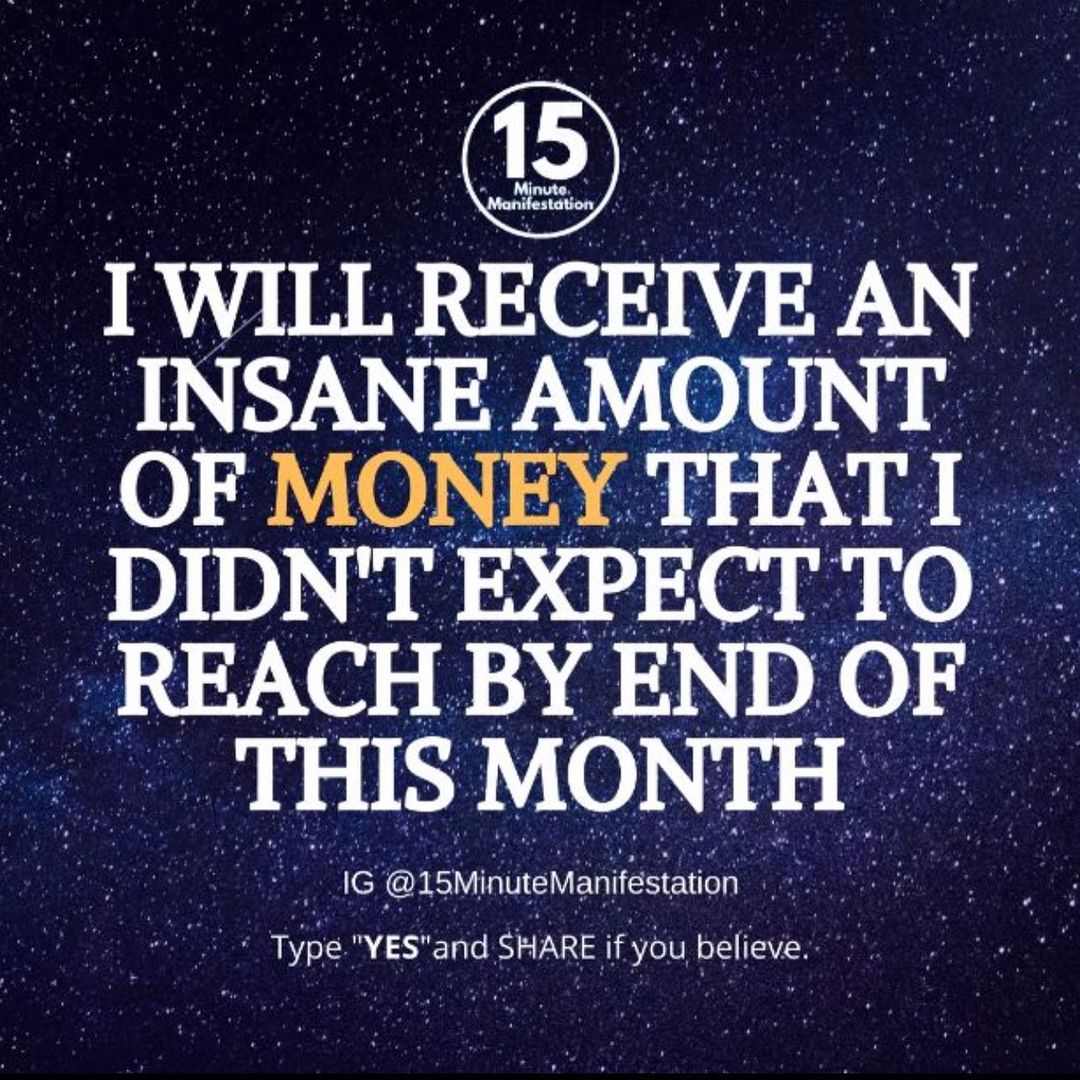 15
Minute
Manifestation
I WILL RECEIVE AN
INSANE AMOUNT
OF MONEY THAT I
DIDN'T EXPECT TO
REACH BY END OF
THIS MONTH
IG @15MinuteManifestation
Type "YES"and SHARE if you believe.